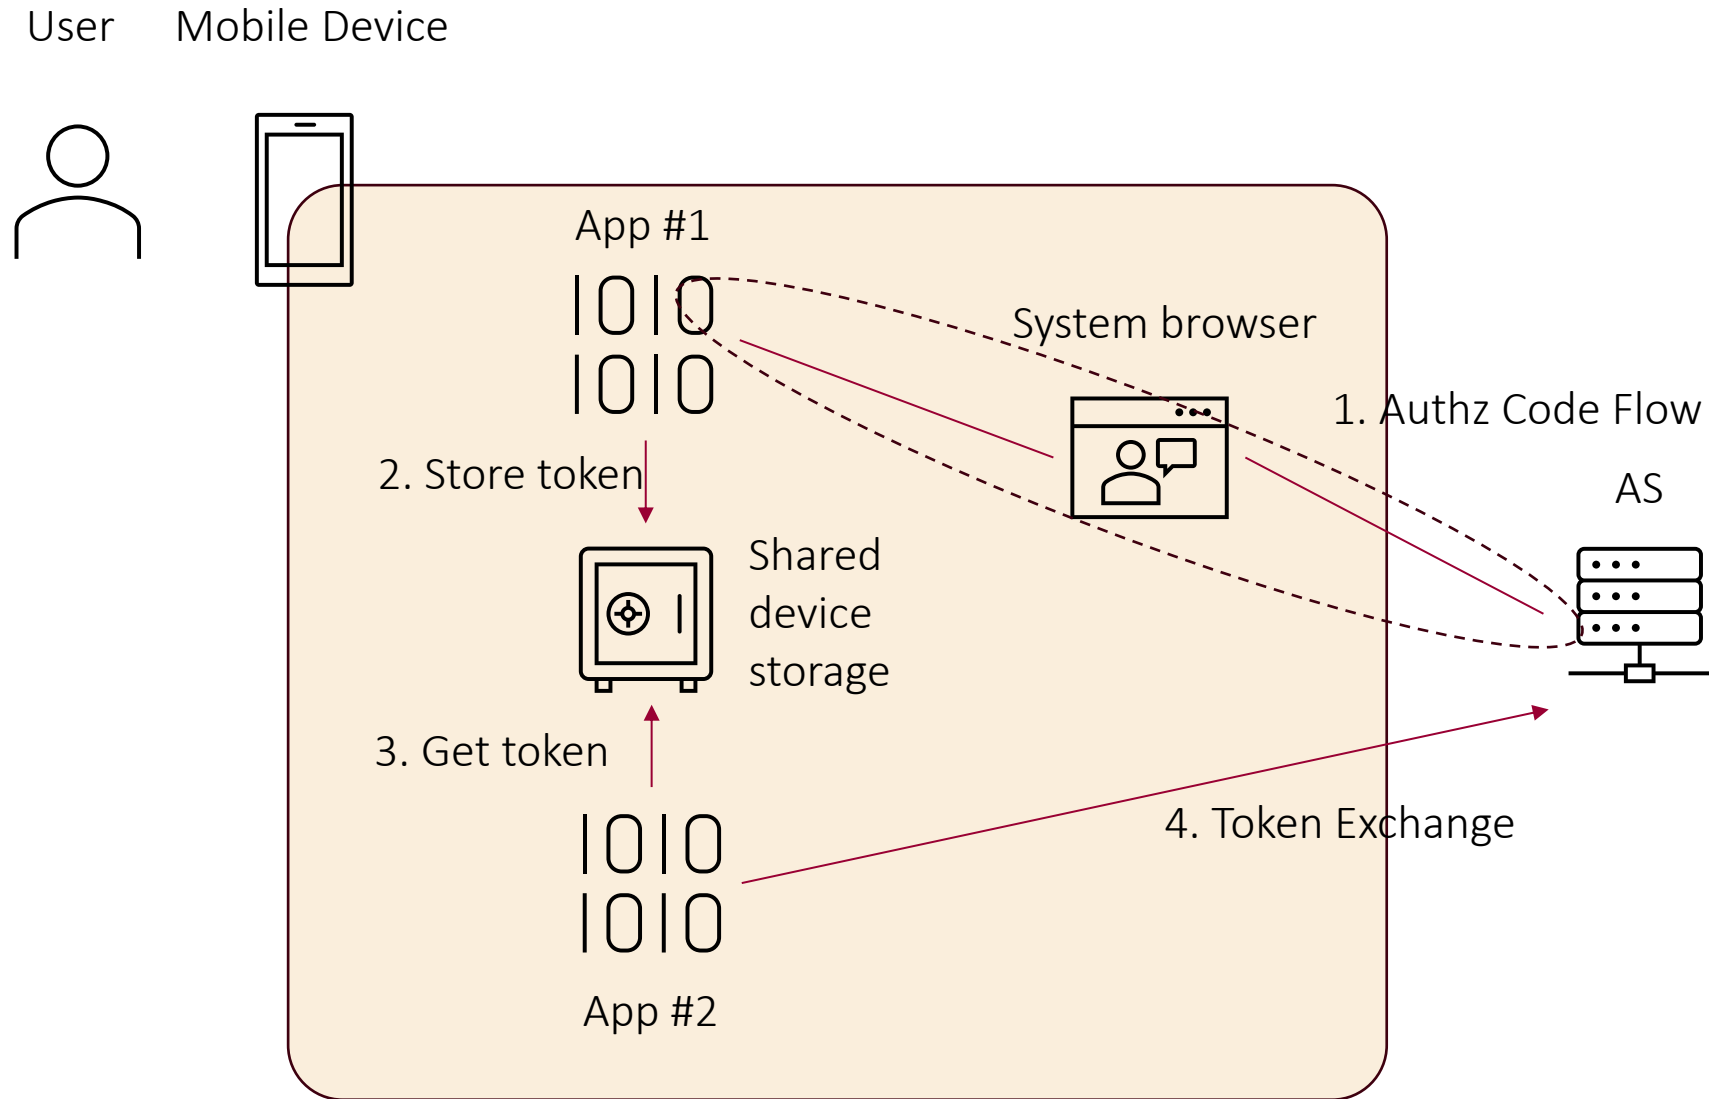 User
Mobile Device
App #1
System browser
1. Authz Code Flow
2. Store token
AS
Shared
device
storage
3. Get token
4. Token Exchange
App #2